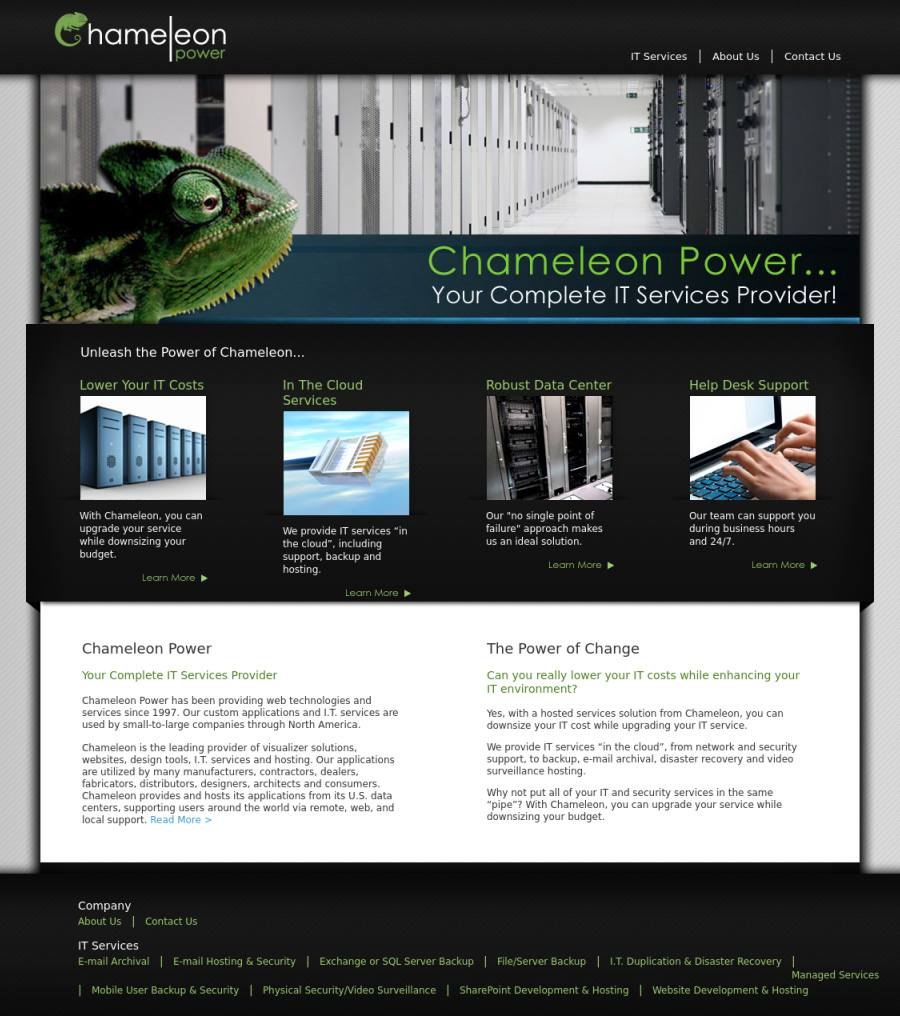 Chameleon
power
IT Services | About Us | Contact Us
Chameleon Power...
Your Complete IT Services Provider!
Unleash the Power of Chameleon...
Lower Your IT Costs
With Chameleon, you can
upgrade your service
while downsizing your
budget.
Learn More
In The Cloud
Services
We provide IT services “in
the cloud”, including
support, backup and
hosting.
Learn More
Robust Data Center
Our "no single point of
failure" approach makes
us an ideal solution.
Learn More
Help Desk Support
Our team can support you
during business hours
and 24/7.
Learn More
Chameleon Power
Your Complete IT Services Provider
Chameleon Power has been providing web technologies and
services since 1997. Our custom applications and I.T. services are
used by small-to-large companies through North America.
Chameleon is the leading provider of visualizer solutions,
websites, design tools, I.T. services and hosting. Our applications
are utilized by many manufacturers, contractors, dealers,
fabricators, distributors, designers, architects and consumers.
Chameleon provides and hosts its applications from its U.S. data
centers, supporting users around the world via remote, web, and
local support. Read More >
The Power of Change
Can you really lower your IT costs while enhancing your
IT environment?
Yes, with a hosted services solution from Chameleon, you can
downsize your IT cost while upgrading your IT service.
We provide IT services “in the cloud”, from network and security
support, to backup, e-mail archival, disaster recovery and video
surveillance hosting.
Why not put all of your IT and security services in the same
“pipe”? With Chameleon, you can upgrade your service while
downsizing your budget.
Company
About Us | Contact Us
IT Services
E-mail Archival | E-mail Hosting & Security | Exchange or SQL Server Backup | File/Server Backup | I.T. Duplication & Disaster Recovery |
Managed Services
| Mobile User Backup & Security | Physical Security/Video Surveillance | SharePoint Development & Hosting | Website Development & Hosting